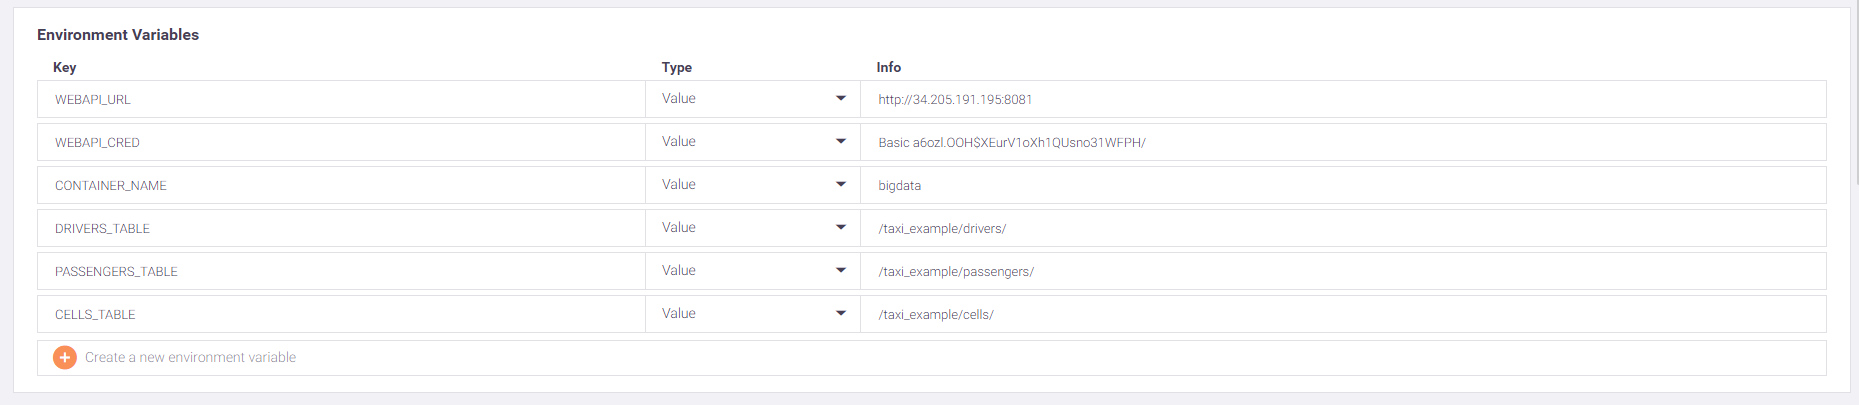 Environment Variables
Key Type Info
WEBAPI_URL Value http://34.205.191.195:8081
WEBAPI_CRED Value Basic a6ozl.OOH$XEurV1oXh1QUsno31WFPH/
CONTAINER_NAME Value bigdata
DRIVERS_TABLE Value /taxi_example/drivers/
PASSENGERS_TABLE Value /taxi_example/passengers/
CELLS_TABLE Value /taxi_example/cells/
Create a new environment variable